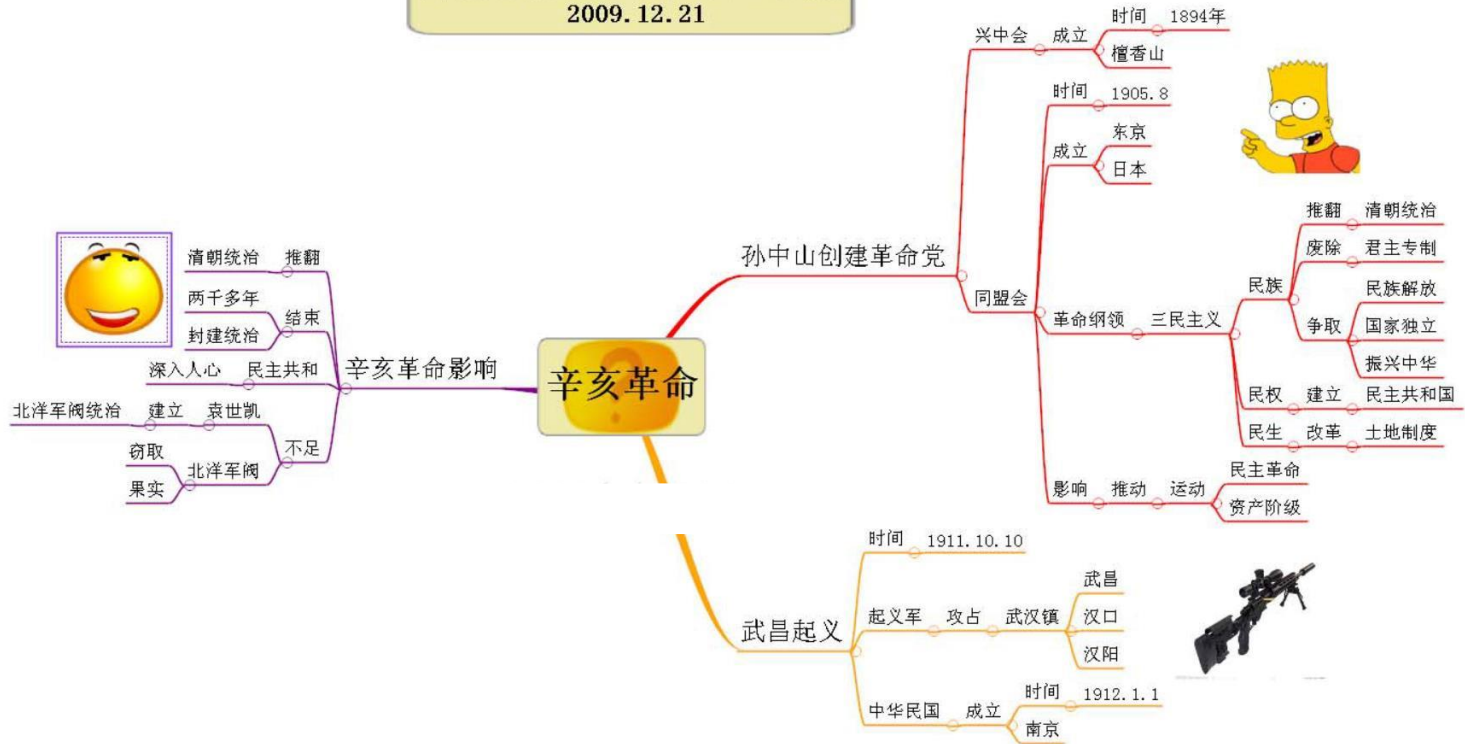 2009.12.21
辛亥革命
孙中山创建革命党
兴中会
成立
时间
1894年
檀香山
同盟会
时间
1905.8
成立
东京
日本
革命纲领
三民主义
民族
推翻
清朝统治
废除
君主专制
争取
民族解放
国家独立
振兴中华
民权
建立
民主共和国
民生
改革
土地制度
影响
推动
运动
民主革命
资产阶级
武昌起义
时间
1911.10.10
起义军
攻占
武汉镇
武昌
汉口
汉阳
中华民国
成立
时间
1912.1.1
南京
辛亥革命影响
推翻
清朝统治
结束
两千多年
封建统治
民主共和
深入人心
不足
袁世凯
建立
北洋军阀统治
北洋军阀
窃取
果实